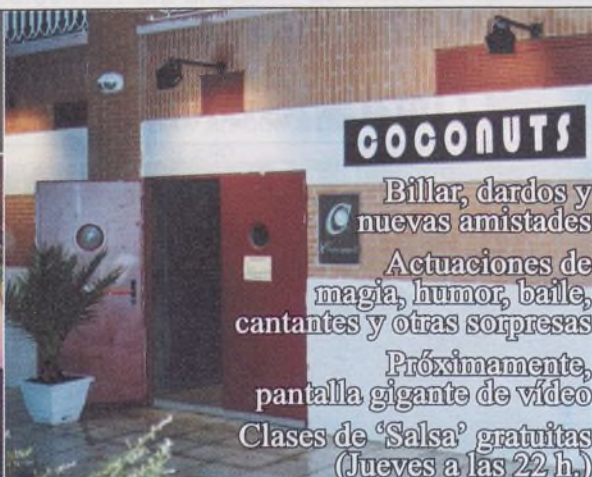 COCONUTS
Billar, dardos y
nuevas amistades
Actuaciones de
magia, humor, baile,
cantantes y otras sorpresas
Próximamente,
pantalla gigante de vídeo
Clases de ‘Salsa’ gratuitas
(Jueves a las 22 h.)